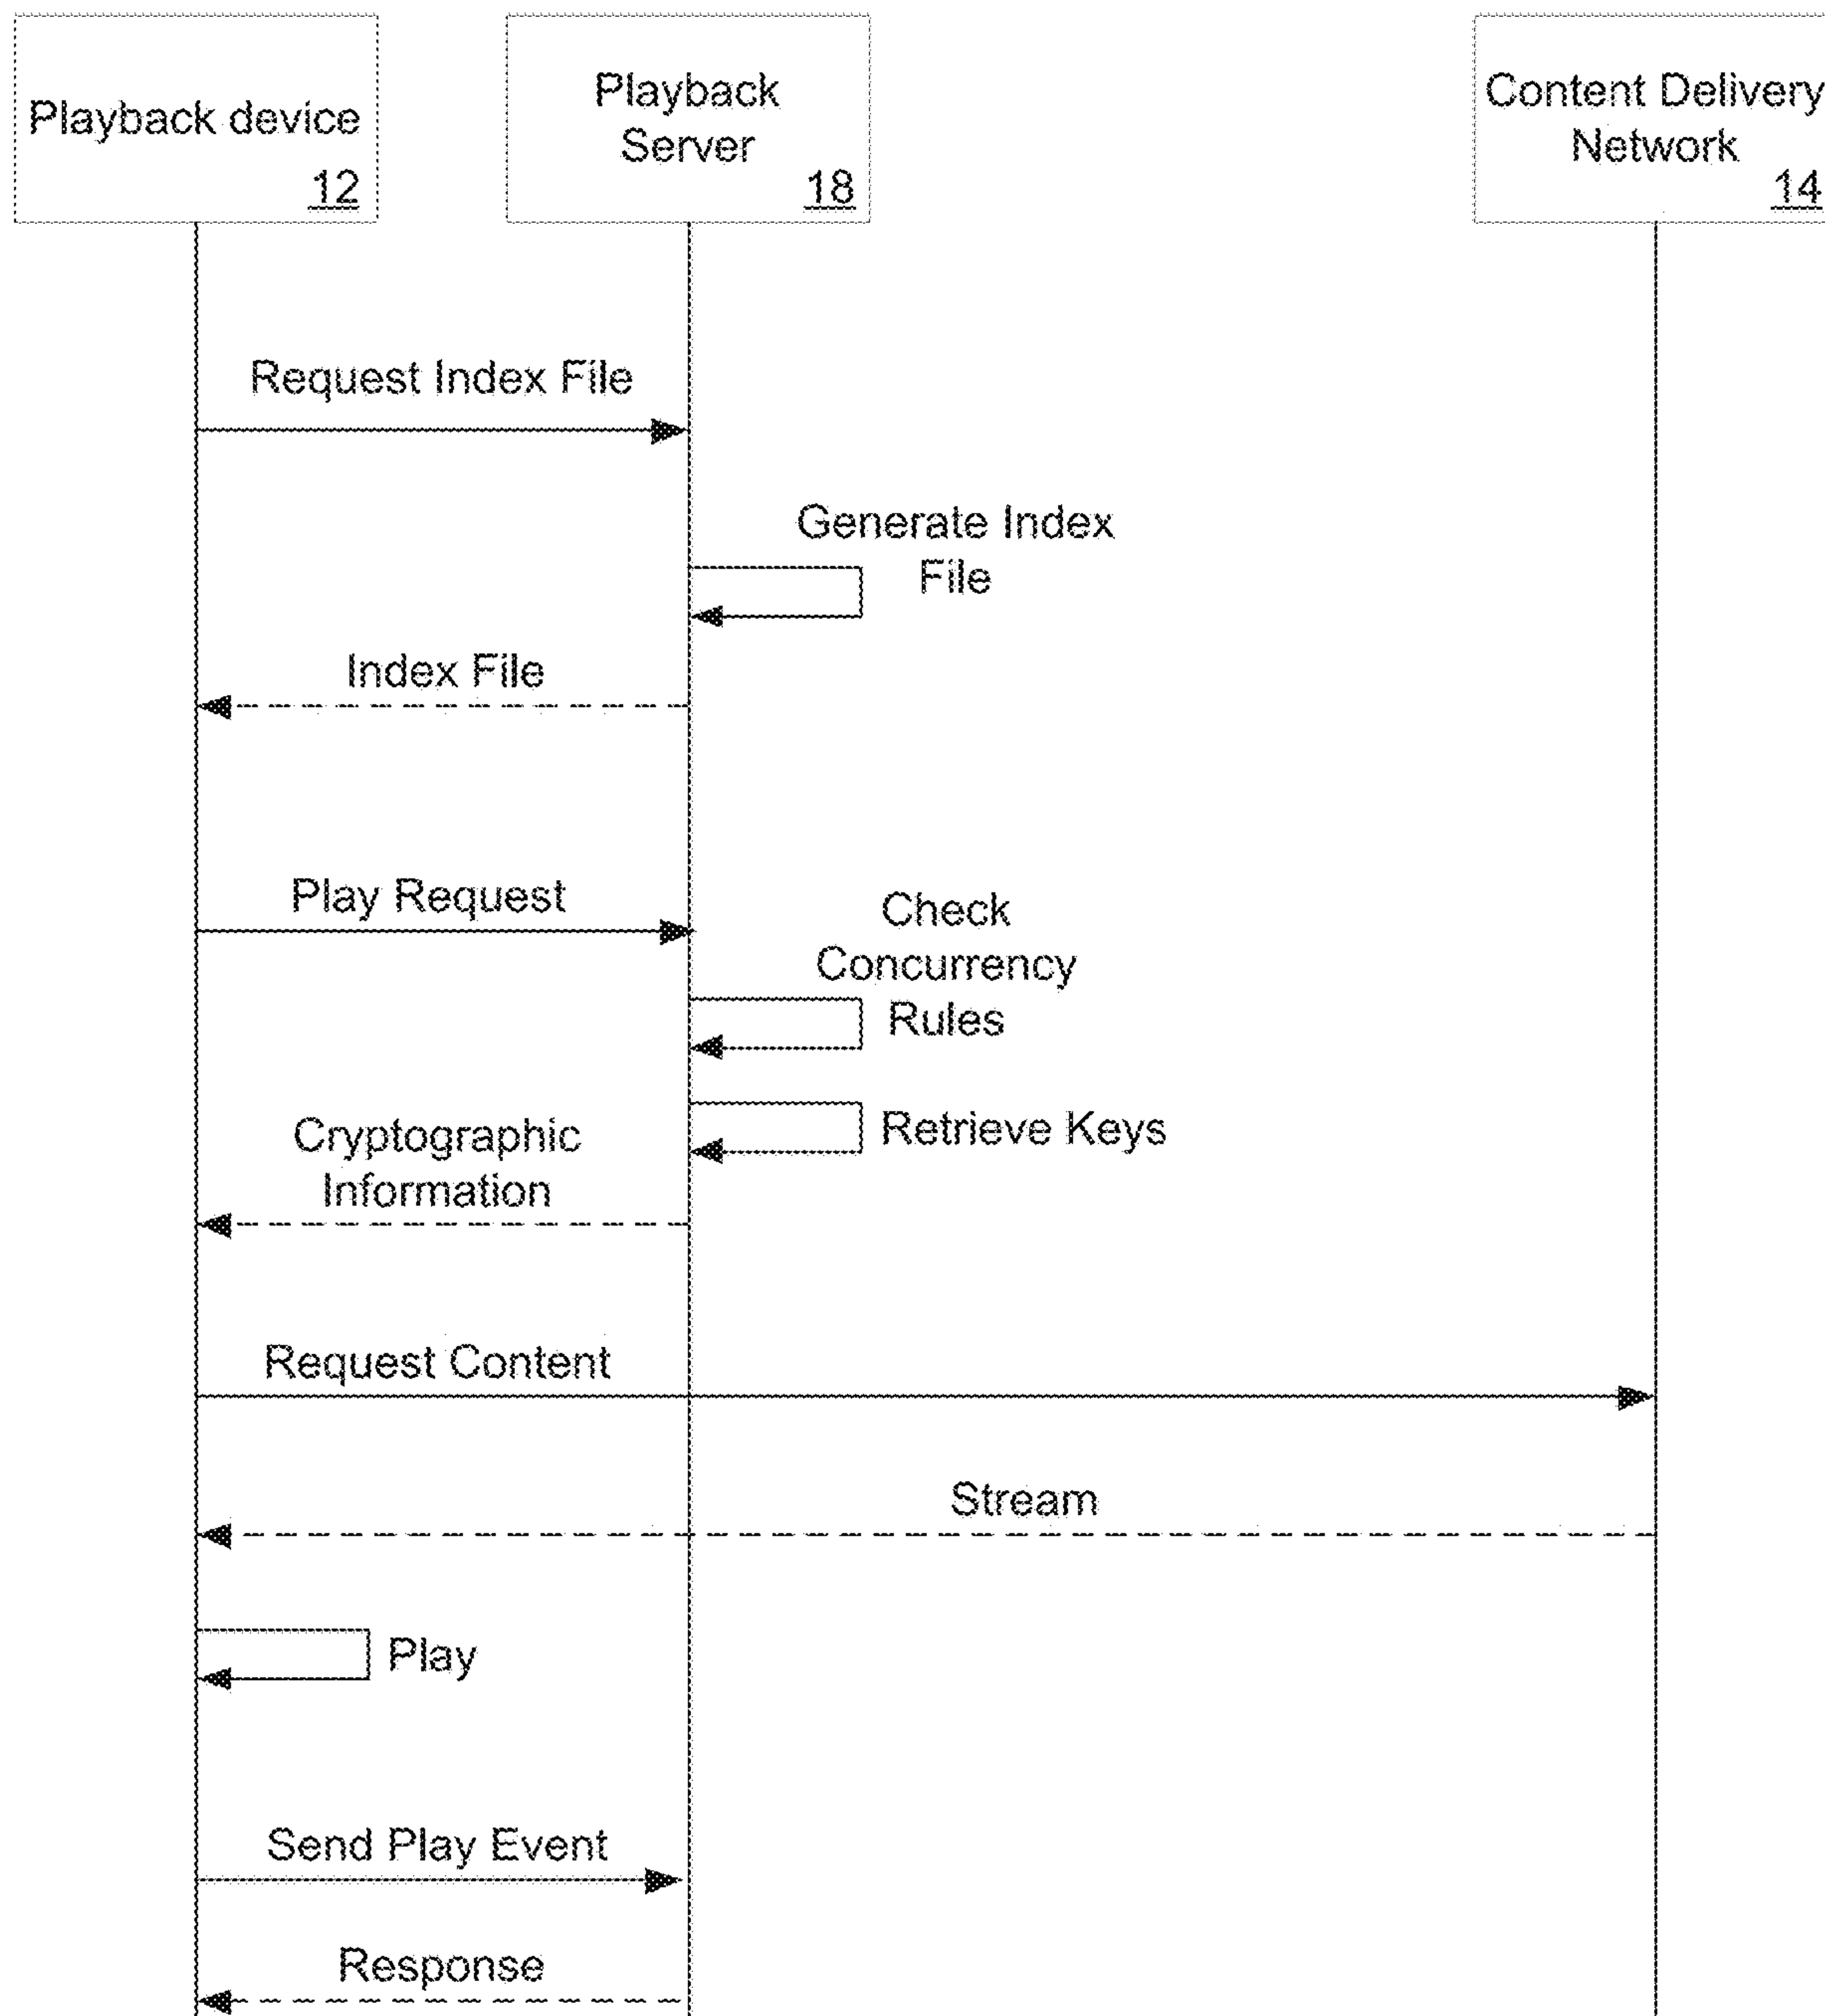 Playback device
12
Playback
Server
18
Content Delivery
Network
14
Request Index File
Generate Index
File
Index File
Play Request
Check
Concurrency
Rules
Retrieve Keys
Cryptographic
Information
Request Content
Stream
Play
Send Play Event
Response